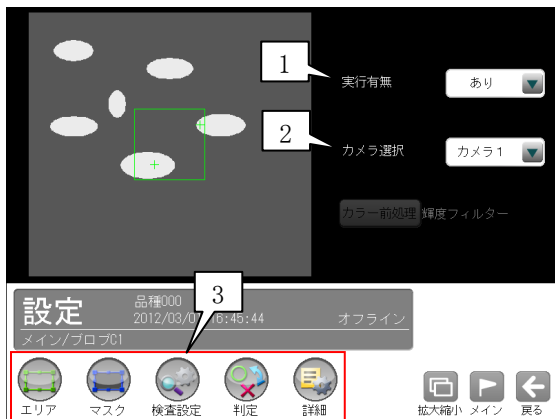 1
実行有無
あり
2
カメラ選択
カメラ1
カラー前処理 輝度フィルター
設定
品種000
3
2012/03/0 16:45:44
オフライン
メイン/ブロブC1
エリア
マスク
検査設定
判定
詳細
拡大縮小
メイン
戻る